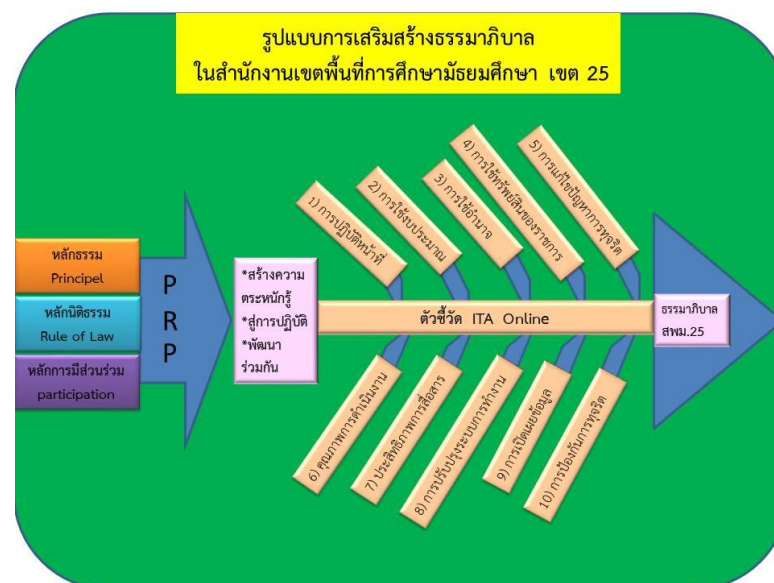 รูปแบบการเสริมสร้างธรรมาภิบาล
ในสำนักงานเขตพื้นที่การศึกษามัธยมศึกษา เขต 25
หลักธรรม
Principel
หลักนิติธรรม
Rule of Law
หลักการมีส่วนร่วม
participation
P
R
P
*สร้างความ
ตระหนักรู้
*สู่การปฏิบัติ
*พัฒนา
ร่วมกัน
1) การปฏิบัติหน้าที่
2) การใช้งบประมาณ
3) การใช้อำนาจ
4) การใช้ทรัพย์สินของราชการ
5) การแก้ไขปัญหาการทุจริต
ตัวชี้วัด ITA Online
6) คุณภาพการดำเนินงาน
7) ประสิทธิภาพการสื่อสาร
8) การปรับปรุงระบบการทำงาน
9) การเปิดเผยข้อมูล
10) การป้องกันการทุจริต
ธรรมาภิบาล
สพม.25